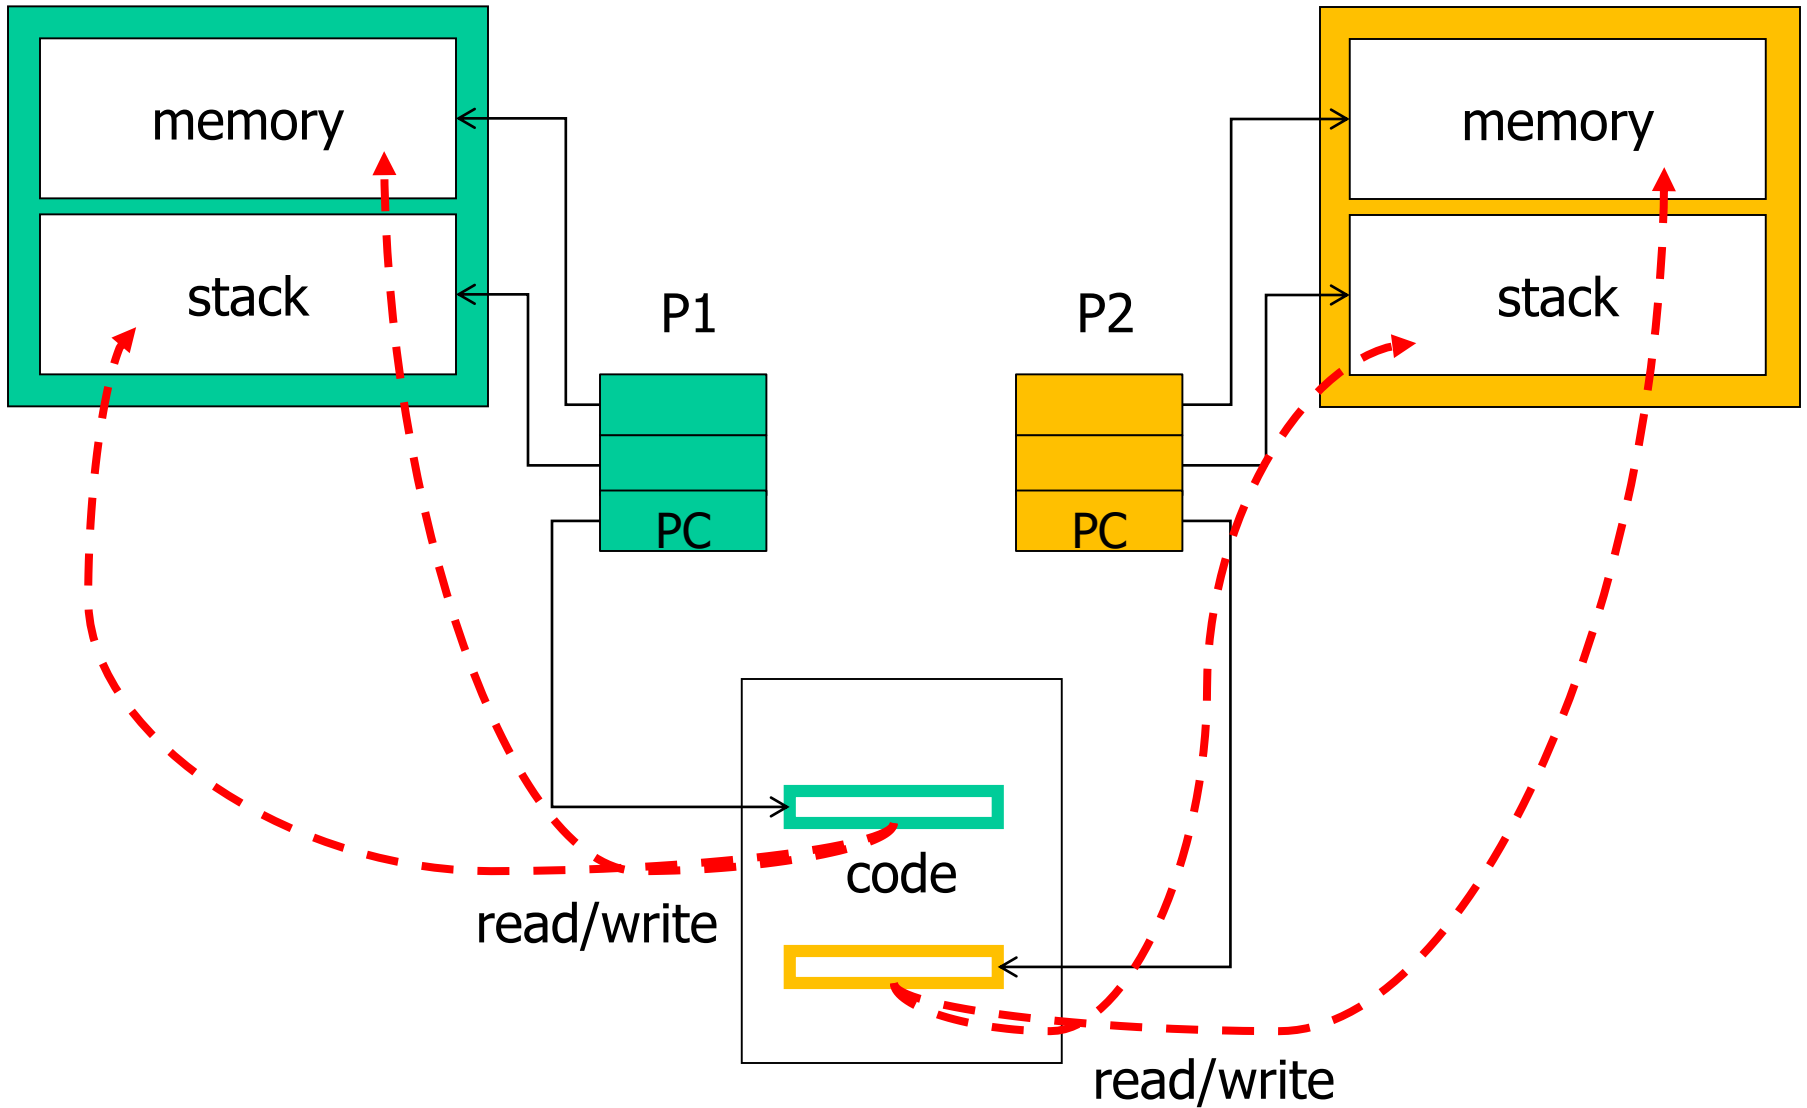 memory
stack
P1
PC
P2
PC
memory
stack
code
read/write
read/write